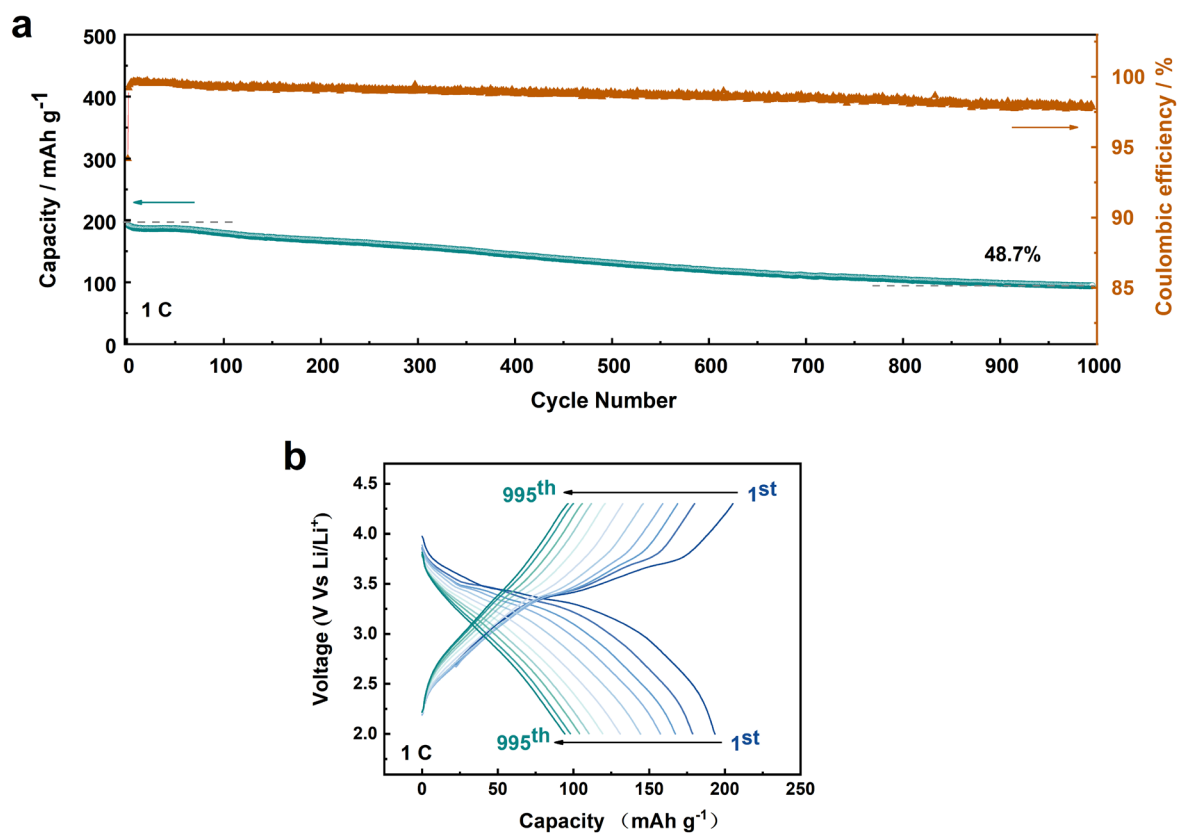 a
500
400
300
200
100
0
Capacity / mAh g⁻¹
100
95
90
85
Coulombic efficiency / %
48.7%
1 C
0 100 200 300 400 500 600 700 800 900 1000
Cycle Number
b
4.5
4.0
3.5
3.0
2.5
2.0
Voltage (V Vs Li/Li⁺)
995th 1st
995th 1st
1 C
0 50 100 150 200 250
Capacity （mAh g⁻¹)